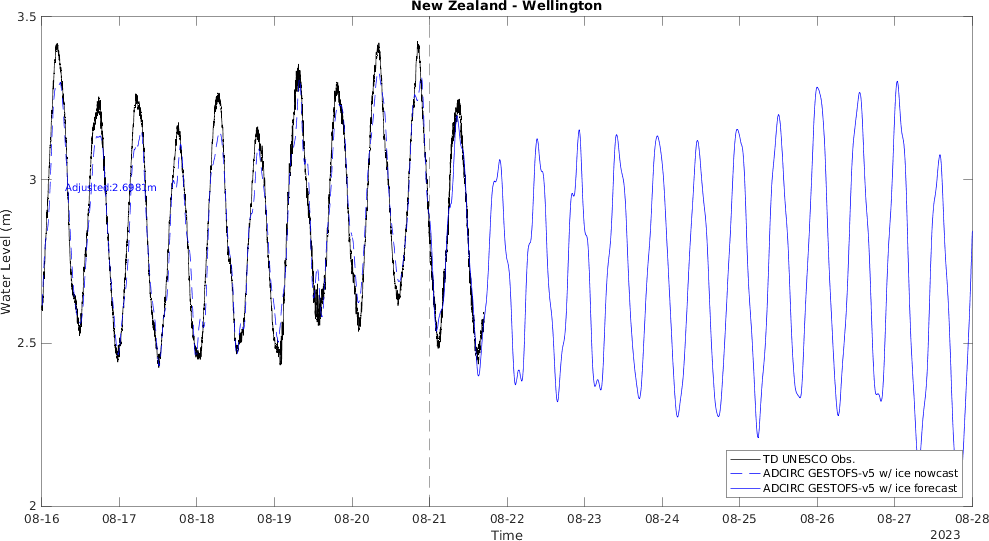 New Zealand - Wellington
3.5
3
2.5
2
Water Level (m)
Adjusted:2.6981m
TD UNESCO Obs.
ADCIRC GESTOFS-v5 w/ ice nowcast
ADCIRC GESTOFS-v5 w/ ice forecast
08-16 08-17 08-18 08-19 08-20 08-21 08-22 08-23 08-24 08-25 08-26 08-27 08-28
Time
2023